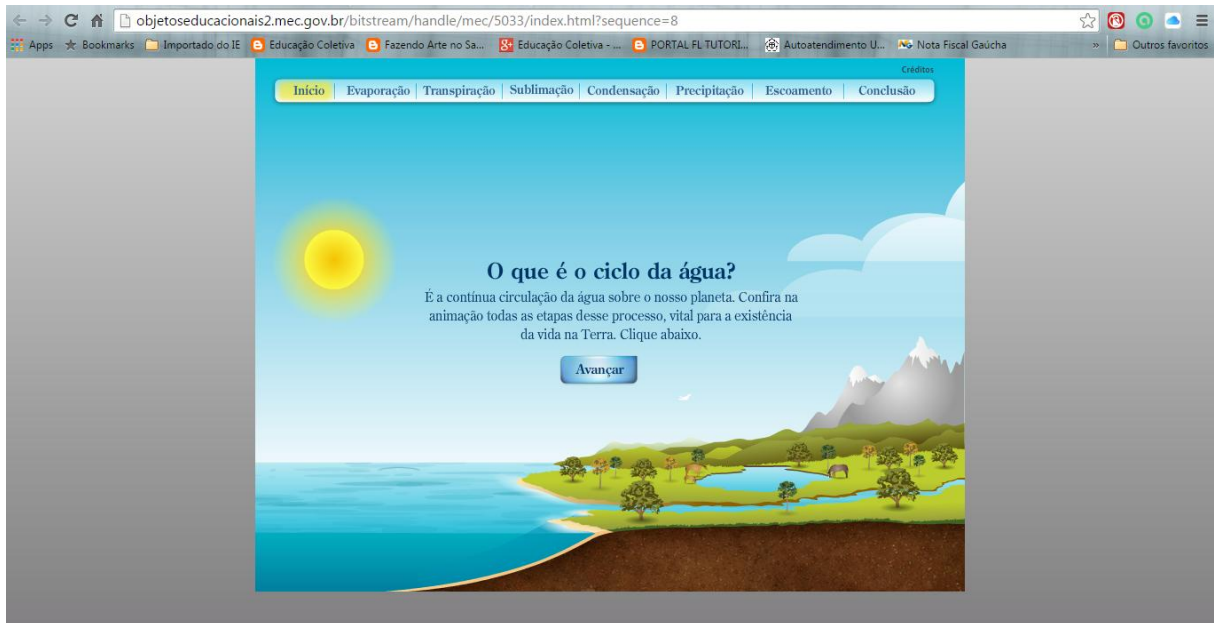 objetoseducacionais2.mec.gov.br/bitstream/handle/mec/5033/index.html?sequence=8
Apps Bookmarks Importado do IE Educação Coletiva Fazendo Arte no Sa... Educação Coletiva - ... PORTAL FL TUTORI... Autoatendimento U... Nota Fiscal Gaúcha » Outros favoritos
Créditos
Início Evaporação Transpiração Sublimação Condensação Precipitação Escoamento Conclusão
O que é o ciclo da água?
É a contínua circulação da água sobre o nosso planeta. Confira na
animação todas as etapas desse processo, vital para a existência
da vida na Terra. Clique abaixo.
Avançar